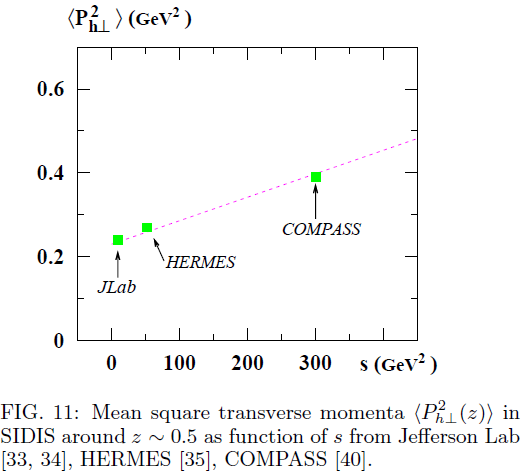 ⟨P²h⊥⟩ (GeV²)
0.6
0.4
COMPASS
0.2
HERMES
JLab
0
0 100 200 300 s (GeV²)
FIG. 11: Mean square transverse momenta ⟨P²h⊥(z)⟩ in
SIDIS around z ∼ 0.5 as function of s from Jefferson Lab
[33, 34], HERMES [35], COMPASS [40].